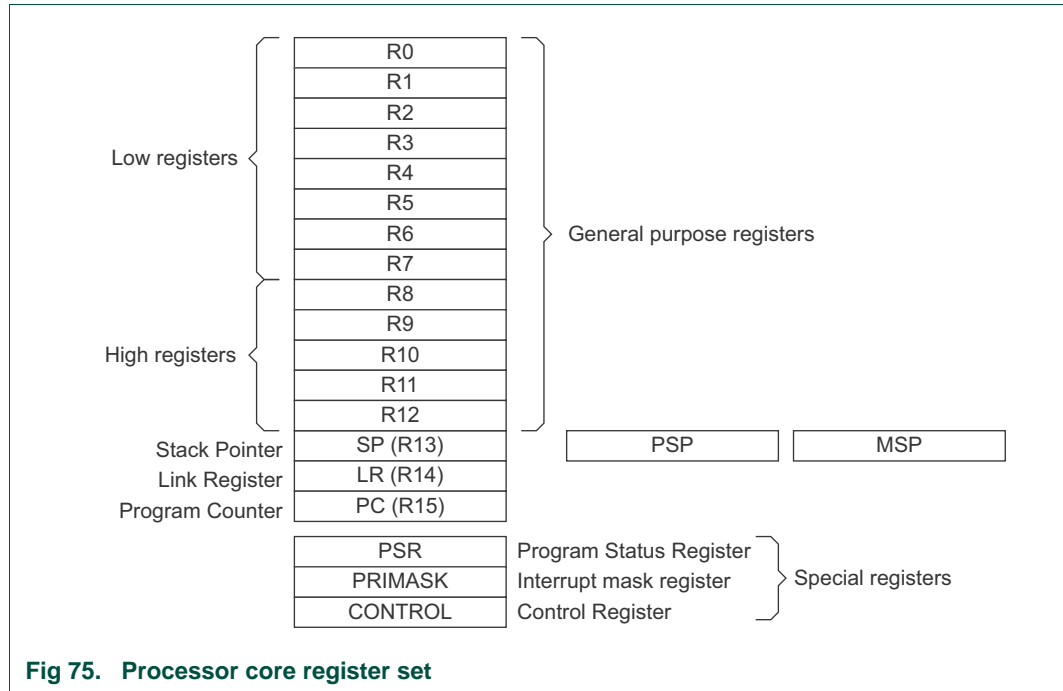 R0
R1
R2
Low registers
R3
R4
R5
R6
General purpose registers
R7
R8
R9
High registers
R10
R11
R12
Stack Pointer SP (R13) PSP MSP
Link Register LR (R14)
Program Counter PC (R15)
PSR Program Status Register
PRIMASK Interrupt mask register Special registers
CONTROL Control Register
Fig 75. Processor core register set